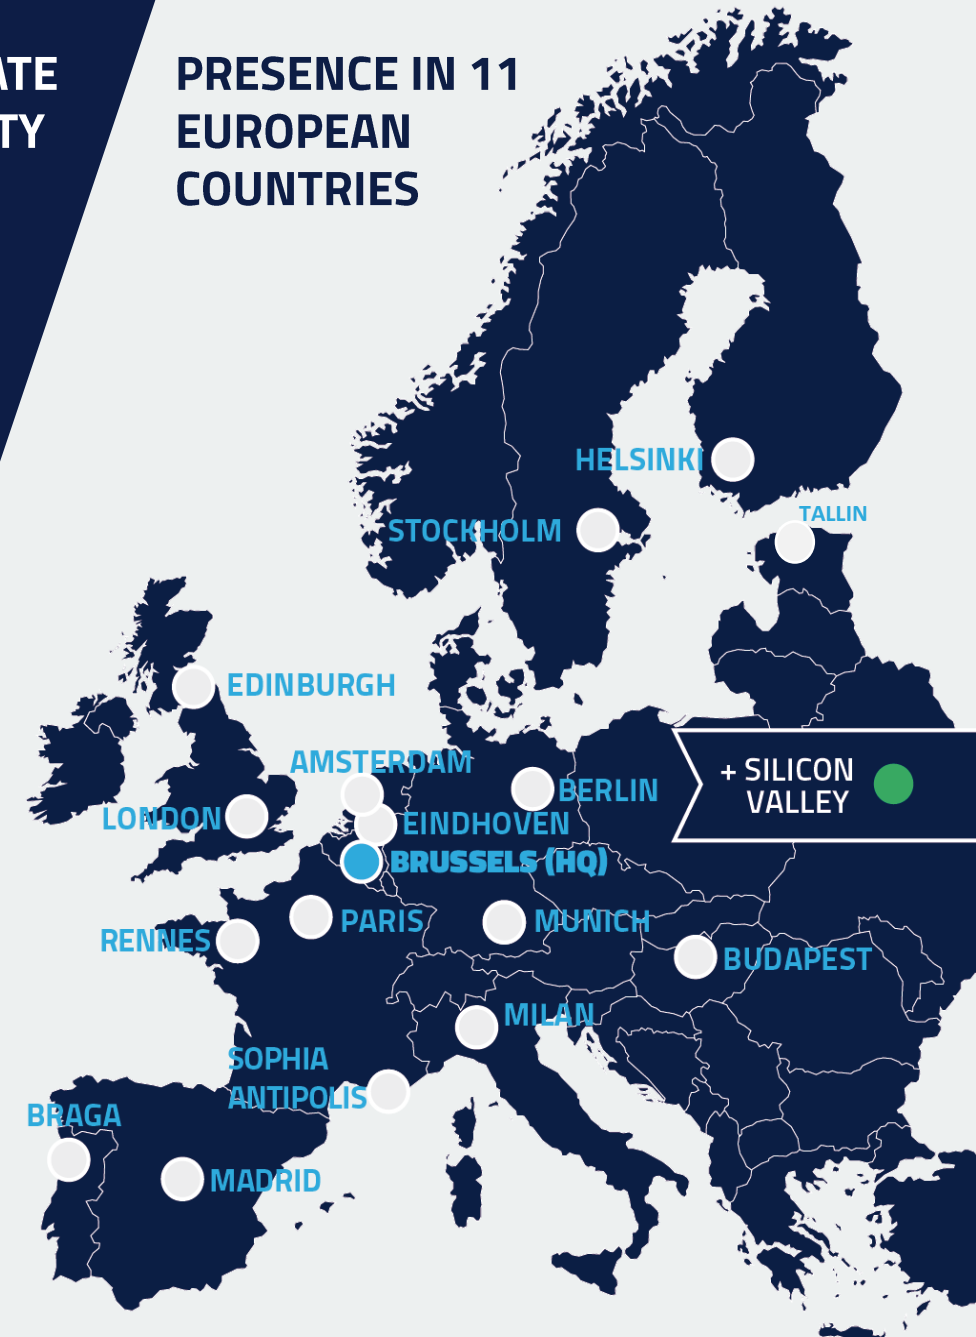 ATE
TY
PRESENCE IN 11
EUROPEAN
COUNTRIES
HELSINKI
TALLIN
STOCKHOLM
EDINBURGH
AMSTERDAM
+ SILICON
VALLEY
BERLIN
LONDON
EINDHOVEN
BRUSSELS (HQ)
PARIS
MUNICH
RENNES
BUDAPEST
MILAN
SOPHIA
ANTIPOLIS
BRAGA
MADRID